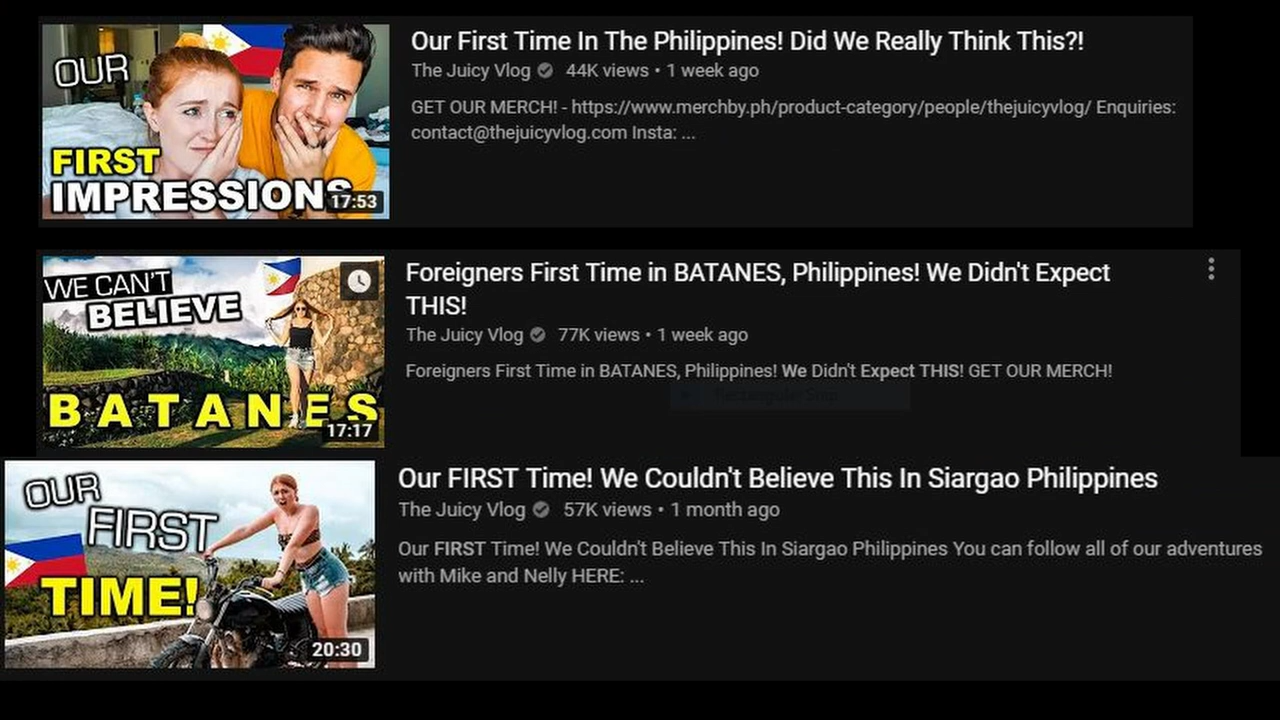 OUR
FIRST
IMPRESSIONS
17:53
Our First Time In The Philippines! Did We Really Think This?!
The Juicy Vlog 44K views • 1 week ago
GET OUR MERCH! - https://www.merchby.ph/product-category/people/thejuicyvlog/ Enquiries:
contact@thejuicyvlog.com Insta: ...
WE CAN'T
BELIEVE
BATANES
17:17
Foreigners First Time in BATANES, Philippines! We Didn't Expect
THIS!
The Juicy Vlog 77K views • 1 week ago
Foreigners First Time in BATANES, Philippines! We Didn't Expect THIS! GET OUR MERCH!
Rectangular Snip
OUR
FIRST
TIME!
20:30
Our FIRST Time! We Couldn't Believe This In Siargao Philippines
The Juicy Vlog 57K views • 1 month ago
Our FIRST Time! We Couldn't Believe This In Siargao Philippines You can follow all of our adventures
with Mike and Nelly HERE: ...